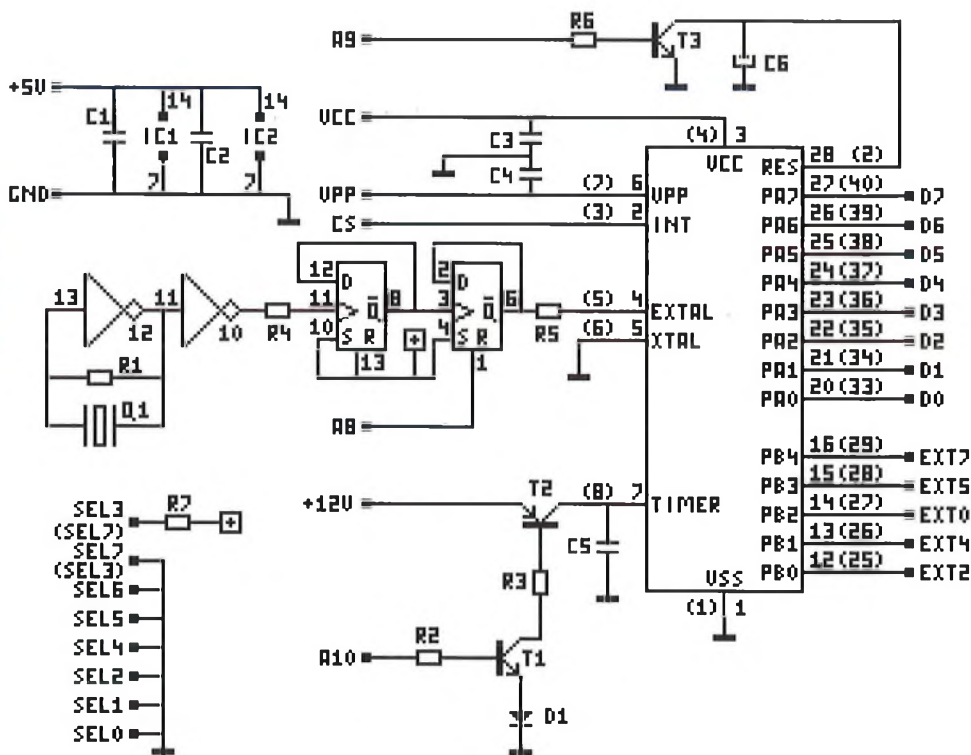 A9
R6
T3
C6
+5V
C1
14
IC1
7
C2
14
IC2
7
GND
VCC
C3
C4
VPP
CS
(4) 3
VCC
(7) 6
VPP
(3) 2
INT
(5) 4
EXTAL
(6) 5
XTAL
(8) 7
TIMER
VSS
(1) 1
RES
28 (2)
PA7 27 (40) D7
PA6 26 (39) D6
PA5 25 (38) D5
PA4 24 (37) D4
PA3 23 (36) D3
PA2 22 (35) D2
PA1 21 (34) D1
PA0 20 (33) D0
PB4 16 (29) EXT7
PB3 15 (28) EXT5
PB2 14 (27) EXT0
PB1 13 (26) EXT4
PB0 12 (25) EXT2
13
12
11
10
R1
Q1
R4
12 D
11
10 S R
Q̅ 8
13
+
2 D
3
4 S R
Q̅ 6
1
R5
A8
+12V
T2
C5
R3
A10
R2
T1
D1
SEL3
(SEL7)
R7
+
SEL7
(SEL3)
SEL6
SEL5
SEL4
SEL2
SEL1
SEL0